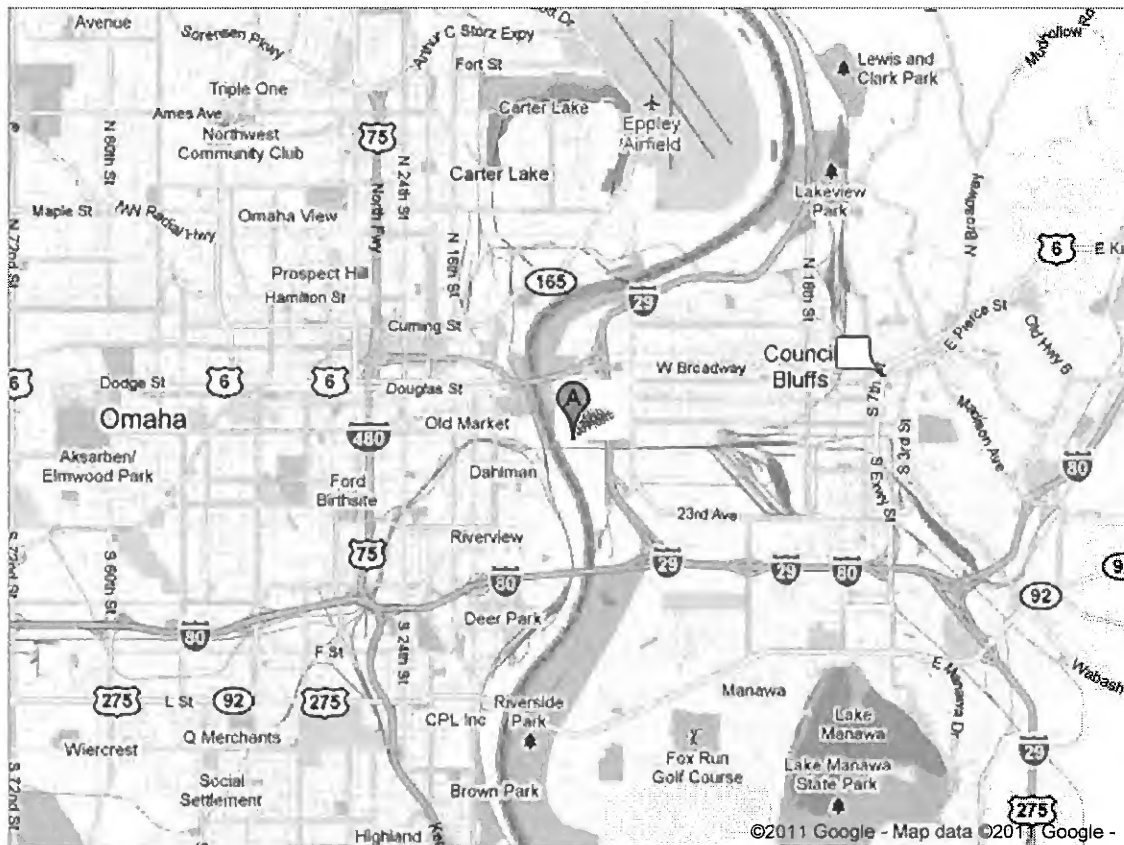 Avenue
Sorensen Pkwy
Arthur C Storz Expy
Fort St
Triple One
Ames Ave
Northwest
Community Club
75
N 60th St
N 24th St
North Fwy
Carter Lake
Carter Lake
Eppley
Airfield
Lewis and
Clark Park
Lakeview
Park
N Broadway
6
Maple St
NW Radial Hwy
Omaha View
N 72nd St
N 16th St
Prospect Hill
Hamilton St
Cuming St
165
29
N 16th St
E Pierce St
Old Hwy 6
W Broadway
Council
Bluffs
6
Dodge St
6
6
Douglas St
A
Omaha
480
Old Market
S 7th
S 3rd St
Madison Ave
80
Aksarben/
Elmwood Park
Ford
Birthsite
Dahlman
23rd Ave
S Expy St
75
Riverview
80
29
29
80
92
S 72nd St
S 60th St
80
Deer Park
F St
S 24th St
275
L St
92
275
CPL Inc
Riverside
Park
Manawa
E Manawa Dr
Wabash
Wiercrest
Q Merchants
Social
Settlement
Brown Park
Fox Run
Golf Course
Lake
Manawa
Lake Manawa
State Park
29
275
S 72nd St
Highland
©2011 Google - Map data ©2011 Google -